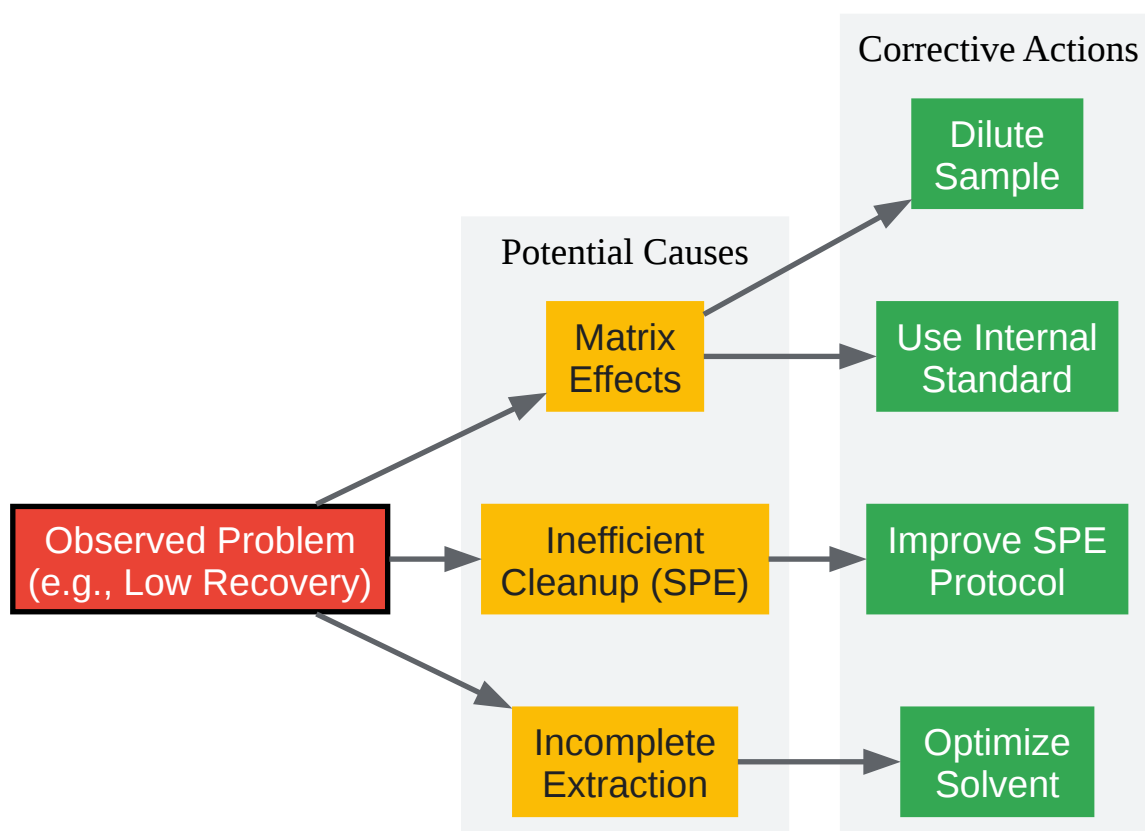 Corrective Actions
Dilute
Sample
Potential Causes
Matrix
Effects
Use Internal
Standard
Observed Problem
(e.g., Low Recovery)
Inefficient
Cleanup (SPE)
Improve SPE
Protocol
Incomplete
Extraction
Optimize
Solvent